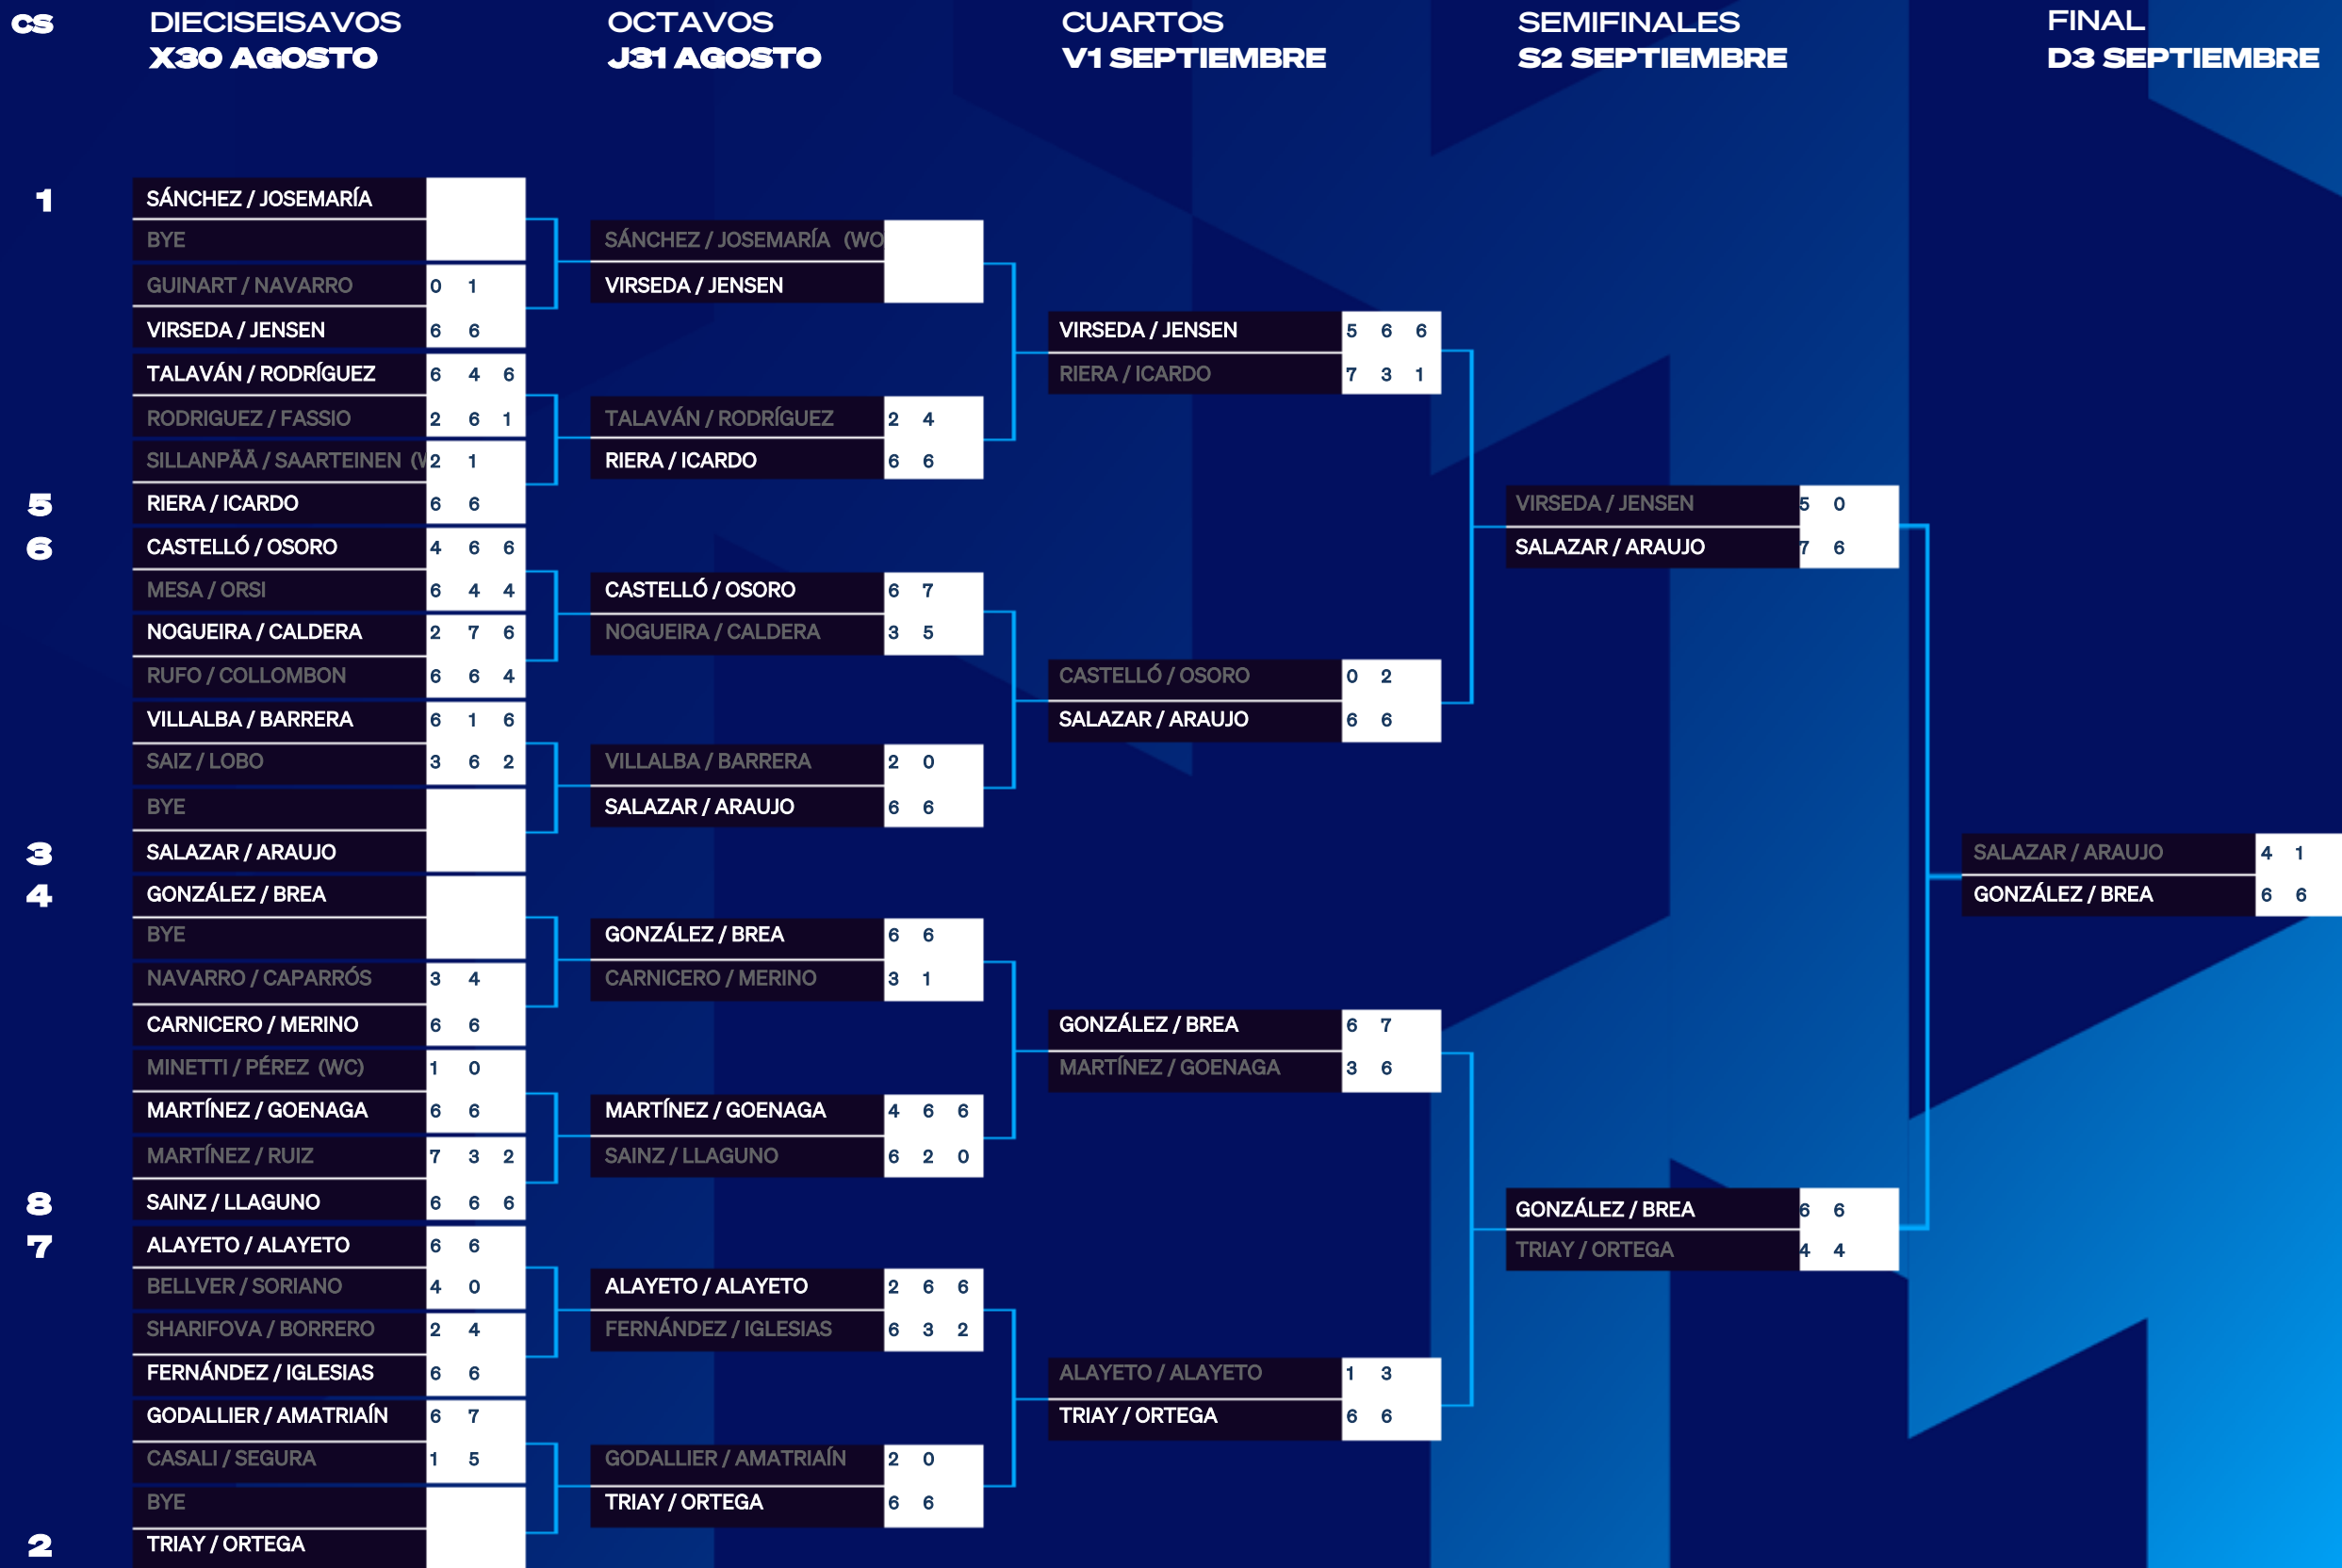 CS
DIECISEISAVOS
X30 AGOSTO
OCTAVOS
J31 AGOSTO
CUARTOS
V1 SEPTIEMBRE
SEMIFINALES
S2 SEPTIEMBRE
FINAL
D3 SEPTIEMBRE
1
SÁNCHEZ / JOSEMARÍA
BYE
GUINART / NAVARRO 0 1
VIRSEDA / JENSEN 6 6
TALAVÁN / RODRÍGUEZ 6 4 6
RODRIGUEZ / FASSIO 2 6 1
SILLANPÄÄ / SAARTEINEN 2 1
5
RIERA / ICARDO 6 6
6
CASTELLÓ / OSORO 4 6 6
MESA / ORSI 6 4 4
NOGUEIRA / CALDERA 2 7 6
RUFO / COLLOMBON 6 6 4
VILLALBA / BARRERA 6 1 6
SAIZ / LOBO 3 6 2
BYE
3
SALAZAR / ARAUJO
4
GONZÁLEZ / BREA
BYE
NAVARRO / CAPARRÓS 3 4
CARNICERO / MERINO 6 6
MINETTI / PÉREZ (WC) 1 0
MARTÍNEZ / GOENAGA 6 6
MARTÍNEZ / RUIZ 7 3 2
8
SAINZ / LLAGUNO 6 6 6
7
ALAYETO / ALAYETO 6 6
BELLVER / SORIANO 4 0
SHARIFOVA / BORRERO 2 4
FERNÁNDEZ / IGLESIAS 6 6
GODALLIER / AMATRIAÍN 6 7
CASALI / SEGURA 1 5
BYE
2
TRIAY / ORTEGA
SÁNCHEZ / JOSEMARÍA (WO
VIRSEDA / JENSEN
TALAVÁN / RODRÍGUEZ 2 4
RIERA / ICARDO 6 6
CASTELLÓ / OSORO 6 7
NOGUEIRA / CALDERA 3 5
VILLALBA / BARRERA 2 0
SALAZAR / ARAUJO 6 6
GONZÁLEZ / BREA 6 6
CARNICERO / MERINO 3 1
MARTÍNEZ / GOENAGA 4 6 6
SAINZ / LLAGUNO 6 2 0
ALAYETO / ALAYETO 2 6 6
FERNÁNDEZ / IGLESIAS 6 3 2
GODALLIER / AMATRIAÍN 2 0
TRIAY / ORTEGA 6 6
VIRSEDA / JENSEN 5 6 6
RIERA / ICARDO 7 3 1
CASTELLÓ / OSORO 0 2
SALAZAR / ARAUJO 6 6
GONZÁLEZ / BREA 6 7
MARTÍNEZ / GOENAGA 3 6
ALAYETO / ALAYETO 1 3
TRIAY / ORTEGA 6 6
VIRSEDA / JENSEN 5 0
SALAZAR / ARAUJO 7 6
GONZÁLEZ / BREA 6 6
TRIAY / ORTEGA 4 4
SALAZAR / ARAUJO 4 1
GONZÁLEZ / BREA 6 6